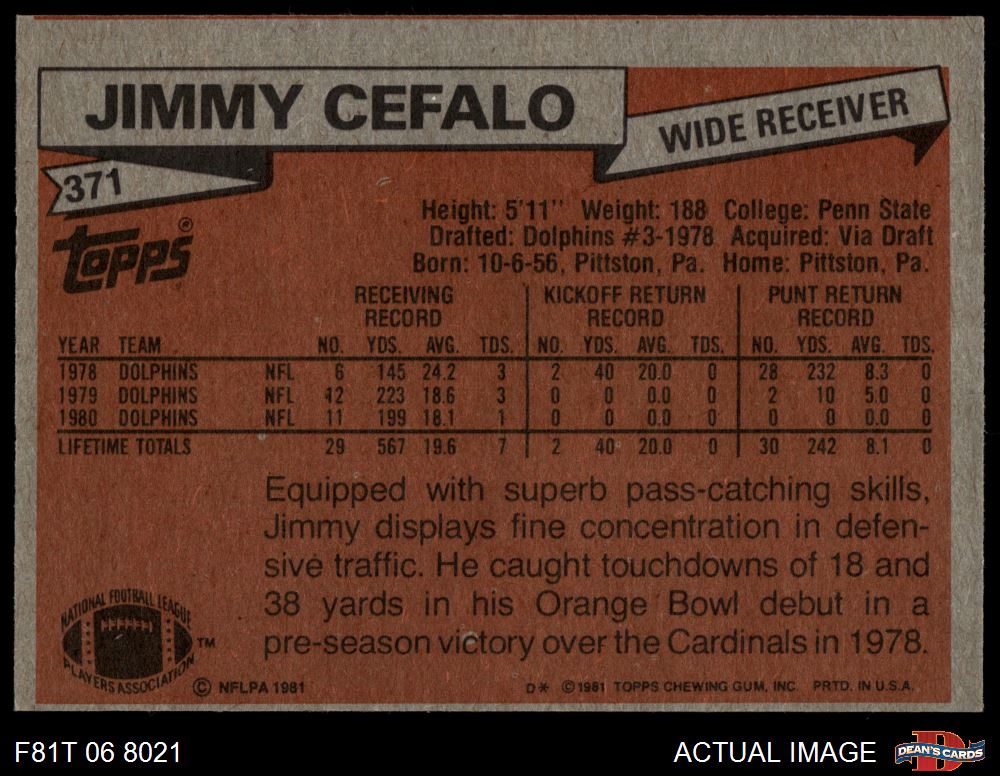 JIMMY CEFALO
WIDE RECEIVER
371
topps®
Height: 5'11" Weight: 188 College: Penn State
Drafted: Dolphins #3-1978 Acquired: Via Draft
Born: 10-6-56, Pittston, Pa. Home: Pittston, Pa.
RECEIVING RECORD KICKOFF RETURN RECORD PUNT RETURN RECORD
YEAR TEAM NO. YDS. AVG. TDS. NO. YDS. AVG. TDS. NO. YDS. AVG. TDS.
1978 DOLPHINS NFL 6 145 24.2 3 2 40 20.0 0 28 232 8.3 0
1979 DOLPHINS NFL 12 223 18.6 3 0 0 0.0 0 2 10 5.0 0
1980 DOLPHINS NFL 11 199 18.1 1 0 0 0.0 0 0 0 0.0 0
LIFETIME TOTALS 29 567 19.6 7 2 40 20.0 0 30 242 8.1 0
Equipped with superb pass-catching skills,
Jimmy displays fine concentration in defen-
sive traffic. He caught touchdowns of 18 and
38 yards in his Orange Bowl debut in a
pre-season victory over the Cardinals in 1978.
NATIONAL FOOTBALL LEAGUE
PLAYERS ASSOCIATION
™
© NFLPA 1981
D* © 1981 TOPPS CHEWING GUM, INC. PRTD. IN U.S.A.
F81T 06 8021
ACTUAL IMAGE
DEAN'S CARDS